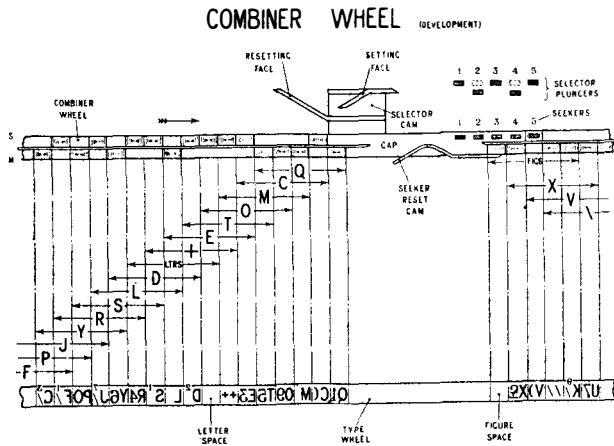 COMBINER WHEEL (DEVELOPMENT)
RESETTING FACE
SETTING FACE
1 2 3 4 5
SELECTOR PLUNGERS
COMBINER WHEEL
SELECTOR CAM
1 2 3 4 5 SEEKERS
S
M
CAP
FIGS
SEEKER RESET CAM
Q
C
M
O
T
E
+
LTRS
D
L
S
R
Y
J
P
F
X
V
\
LETTER SPACE
TYPE WHEEL
FIGURE SPACE